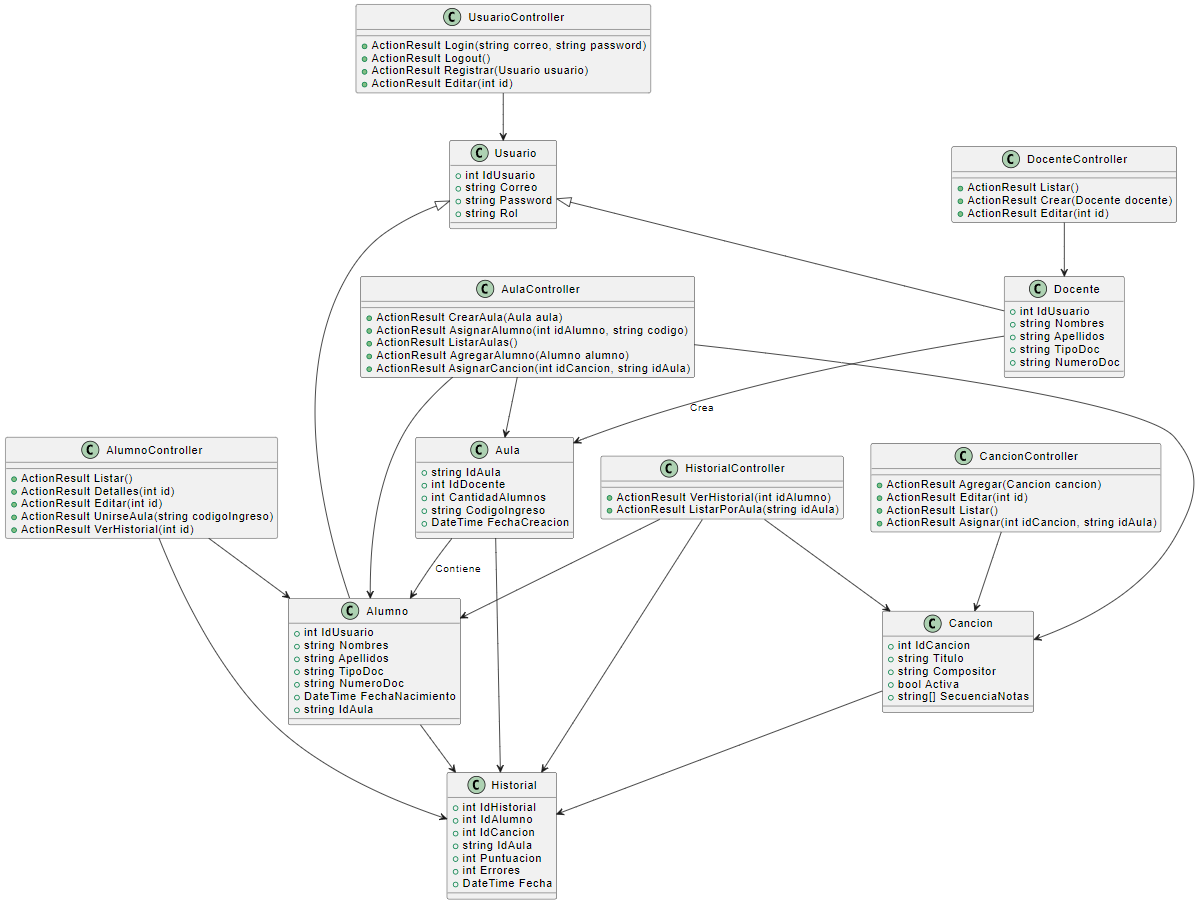 C UsuarioController
ActionResult Login(string correo, string password)
ActionResult Logout()
ActionResult Registrar(Usuario usuario)
ActionResult Editar(int id)
C Usuario
int IdUsuario
string Correo
string Password
string Rol
C DocenteController
ActionResult Listar()
ActionResult Crear(Docente docente)
ActionResult Editar(int id)
C AulaController
ActionResult CrearAula(Aula aula)
ActionResult AsignarAlumno(int idAlumno, string codigo)
ActionResult ListarAulas()
ActionResult AgregarAlumno(Alumno alumno)
ActionResult AsignarCancion(int idCancion, string idAula)
C Docente
int IdUsuario
string Nombres
string Apellidos
string TipoDoc
string NumeroDoc
Crea
C AlumnoController
ActionResult Listar()
ActionResult Detalles(int id)
ActionResult Editar(int id)
ActionResult UnirseAula(string codigoIngreso)
ActionResult VerHistorial(int id)
C Aula
string IdAula
int IdDocente
int CantidadAlumnos
string CodigoIngreso
DateTime FechaCreacion
C HistorialController
ActionResult VerHistorial(int idAlumno)
ActionResult ListarPorAula(string idAula)
C CancionController
ActionResult Agregar(Cancion cancion)
ActionResult Editar(int id)
ActionResult Listar()
ActionResult Asignar(int idCancion, string idAula)
Contiene
C Alumno
int IdUsuario
string Nombres
string Apellidos
string TipoDoc
string NumeroDoc
DateTime FechaNacimiento
string IdAula
C Cancion
int IdCancion
string Titulo
string Compositor
bool Activa
string[] SecuenciaNotas
C Historial
int IdHistorial
int IdAlumno
int IdCancion
string IdAula
int Puntuacion
int Errores
DateTime Fecha